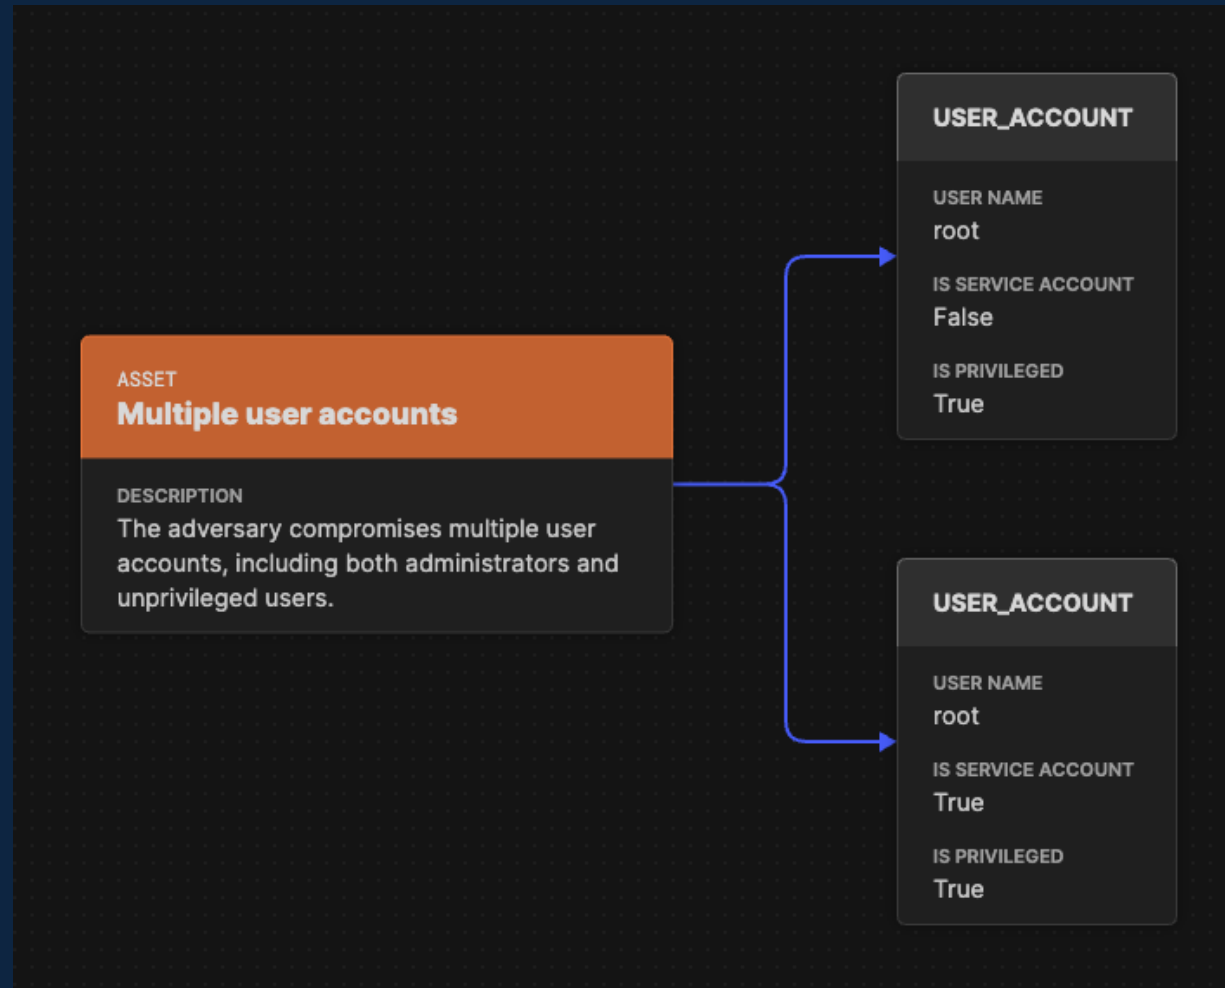 ASSET
Multiple user accounts
DESCRIPTION
The adversary compromises multiple user
accounts, including both administrators and
unprivileged users.
USER_ACCOUNT
USER NAME
root
IS SERVICE ACCOUNT
False
IS PRIVILEGED
True
USER_ACCOUNT
USER NAME
root
IS SERVICE ACCOUNT
True
IS PRIVILEGED
True